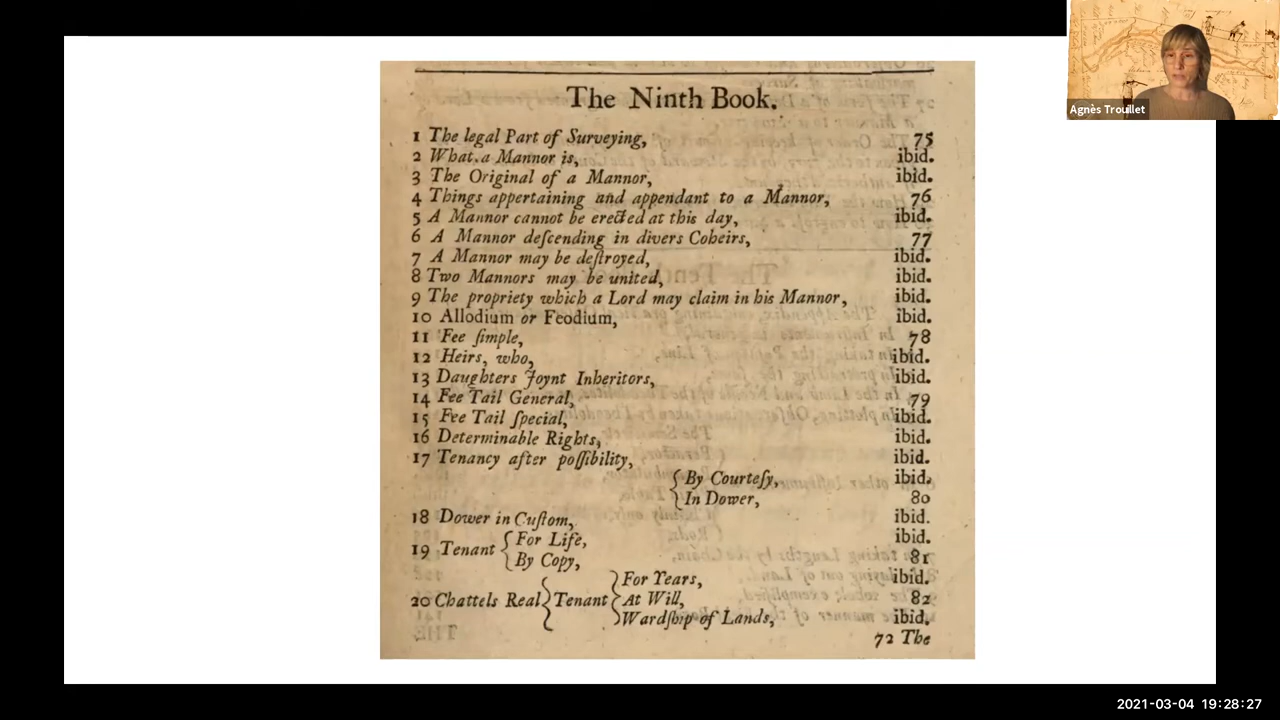 Agnès Trouillet
The Ninth Book.
1 The legal Part of Surveying, 75
2 What a Mannor is, ibid.
3 The Original of a Mannor, ibid.
4 Things appertaining and appendant to a Mannor, 76
5 A Mannor cannot be erected at this day, ibid.
6 A Mannor deſcending in divers Coheirs, 77
7 A Mannor may be deſtroyed, ibid.
8 Two Mannors may be united, ibid.
9 The propriety which a Lord may claim in his Mannor, ibid.
10 Allodium or Feodium, ibid.
11 Fee ſimple, 78
12 Heirs, who, ibid.
13 Daughters Joynt Inheritors, ibid.
14 Fee Tail General, 79
15 Fee Tail ſpecial, ibid.
16 Determinable Rights, ibid.
17 Tenancy after poſſibility, ibid.
By Courteſy, ibid.
In Dower, 80
18 Dower in Cuſtom, ibid.
19 Tenant For Life, ibid.
By Copy, 81
For Years, ibid.
20 Chattels Real Tenant At Will, 82
Wardſhip of Lands, ibid.
72 The
2021-03-04 19:28:27